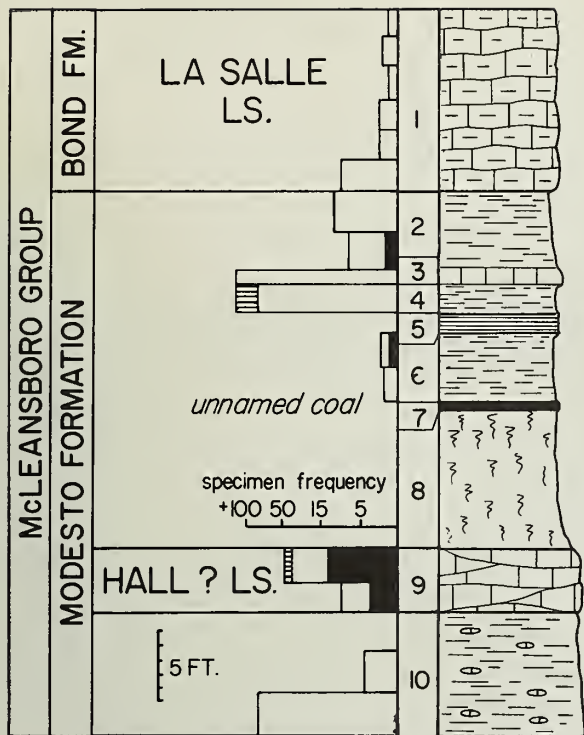 McLEANSBORO GROUP
BOND FM.
MODESTO FORMATION
LA SALLE
LS.
1
2
3
4
5
6
unnamed coal
7
specimen frequency
+100 50 15 5
8
HALL ? LS.
9
5 FT.
10